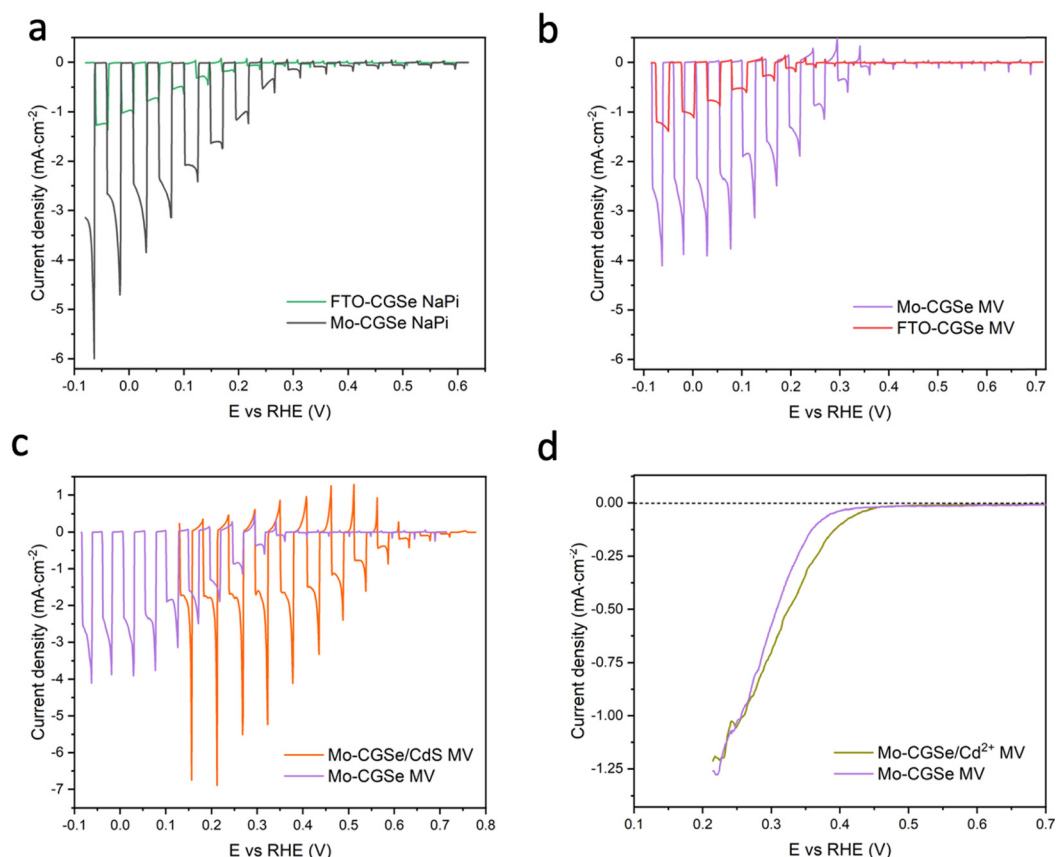 a
0
-1
-2
-3
-4
-5
-6
Current density (mA·cm⁻²)
FTO-CGSe NaPi
Mo-CGSe NaPi
-0.1 0.0 0.1 0.2 0.3 0.4 0.5 0.6
E vs RHE (V)
b
0
-1
-2
-3
-4
-5
-6
Current density (mA·cm⁻²)
Mo-CGSe MV
FTO-CGSe MV
-0.1 0.0 0.1 0.2 0.3 0.4 0.5 0.6 0.7
E vs RHE (V)
c
1
0
-1
-2
-3
-4
-5
-6
-7
Current density (mA·cm⁻²)
Mo-CGSe/CdS MV
Mo-CGSe MV
-0.1 0.0 0.1 0.2 0.3 0.4 0.5 0.6 0.7 0.8
E vs RHE (V)
d
0.00
-0.25
-0.50
-0.75
-1.00
-1.25
Current density (mA·cm⁻²)
Mo-CGSe/Cd²⁺ MV
Mo-CGSe MV
0.1 0.2 0.3 0.4 0.5 0.6 0.7
E vs RHE (V)